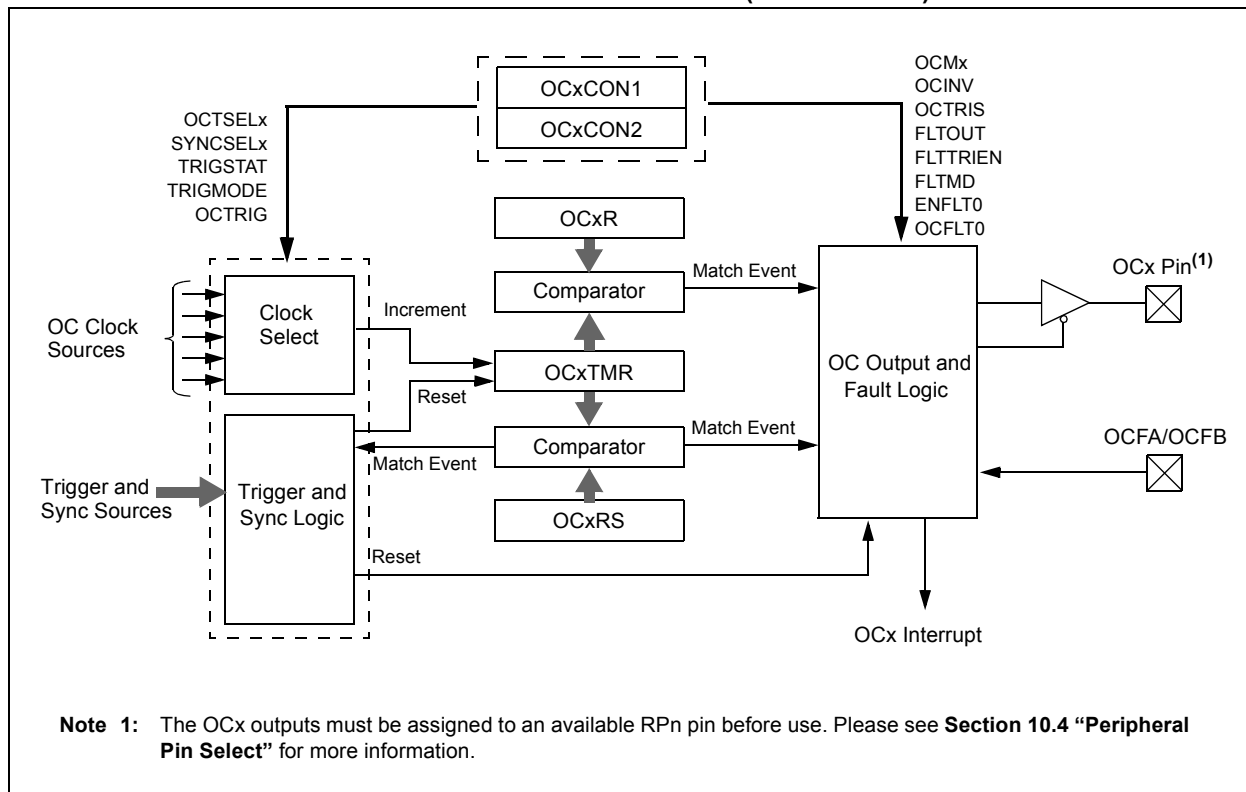 OCxCON1
OCxCON2
OCTSELx
SYNCSELx
TRIGSTAT
TRIGMODE
OCTRIG
OCMx
OCINV
OCTRIS
FLTOUT
FLTTRIEN
FLTMD
ENFLT0
OCFLT0
OCxR
Match Event
Comparator
OCx Pin(1)
OC Clock
Sources
Clock
Select
Increment
OCxTMR
Reset
OC Output and
Fault Logic
Match Event
Comparator
Match Event
OCFA/OCFB
Trigger and
Sync Sources
Trigger and
Sync Logic
OCxRS
Reset
OCx Interrupt
Note 1: The OCx outputs must be assigned to an available RPn pin before use. Please see Section 10.4 “Peripheral
Pin Select” for more information.